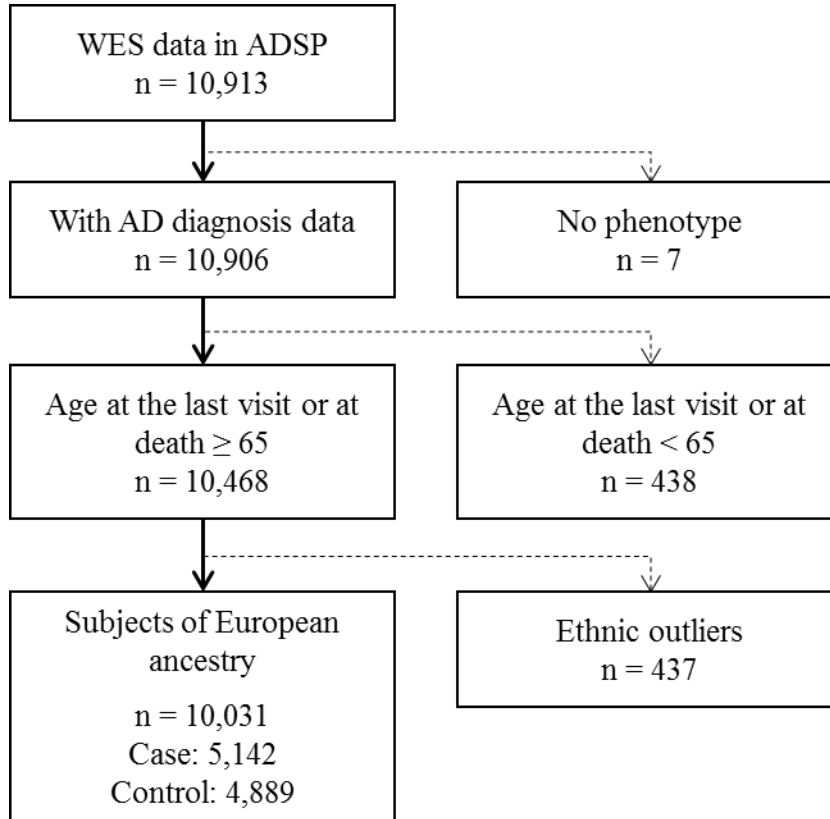 WES data in ADSP
n = 10,913
With AD diagnosis data
n = 10,906
No phenotype
n = 7
Age at the last visit or at
death ≥ 65
n = 10,468
Age at the last visit or at
death < 65
n = 438
Subjects of European
ancestry
n = 10,031
Case: 5,142
Control: 4,889
Ethnic outliers
n = 437